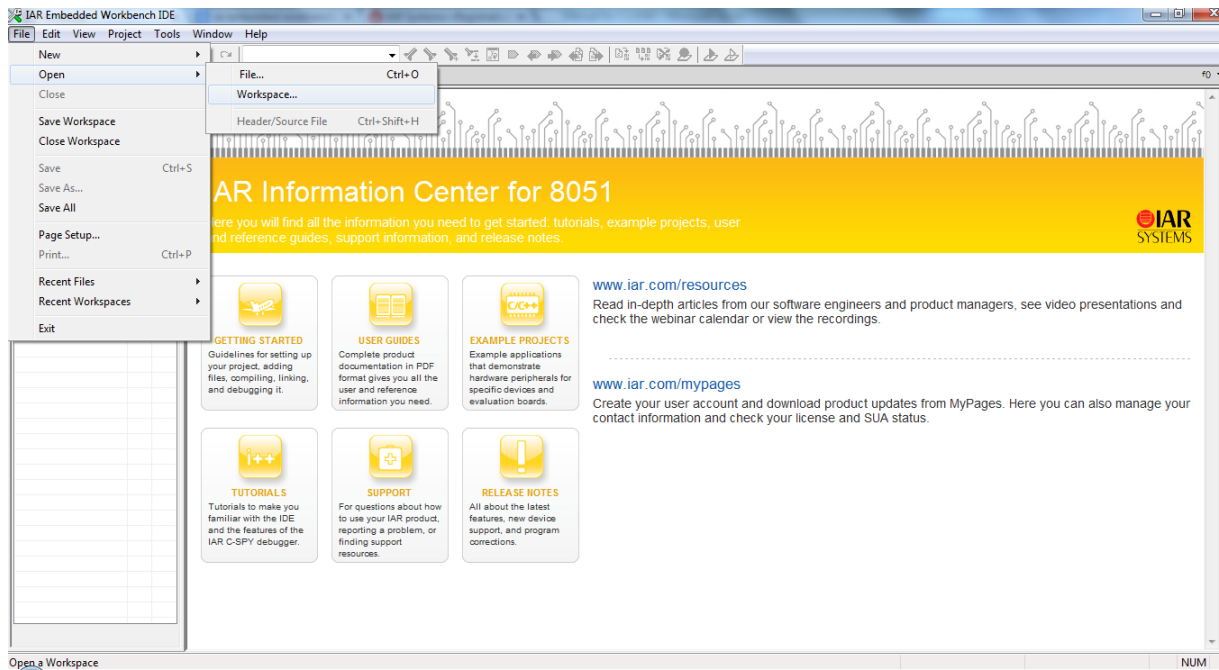 IAR Embedded Workbench IDE
File Edit View Project Tools Window Help
New
Open
Close
Save Workspace
Close Workspace
Save Ctrl+S
Save As...
Save All
Page Setup...
Print... Ctrl+P
Recent Files
Recent Workspaces
Exit
File... Ctrl+O
Workspace...
Header/Source File Ctrl+Shift+H
f0
AR Information Center for 8051
ere you will find all the information you need to get started: tutorials, example projects, user
nd reference guides, support information, and release notes.
IAR
SYSTEMS
GETTING STARTED
Guidelines for setting up
your project, adding
files, compiling, linking,
and debugging it.
USER GUIDES
Complete product
documentation in PDF
format gives you all the
user and reference
information you need.
C/C++
EXAMPLE PROJECTS
Example applications
that demonstrate
hardware peripherals for
specific devices and
evaluation boards.
i++
TUTORIALS
Tutorials to make you
familiar with the IDE
and the features of the
IAR C-SPY debugger.
SUPPORT
For questions about how
to use your IAR product,
reporting a problem, or
finding support
resources.
RELEASE NOTES
All about the latest
features, new device
support, and program
corrections.
www.iar.com/resources
Read in-depth articles from our software engineers and product managers, see video presentations and
check the webinar calendar or view the recordings.
www.iar.com/mypages
Create your user account and download product updates from MyPages. Here you can also manage your
contact information and check your license and SUA status.
Open a Workspace
NUM